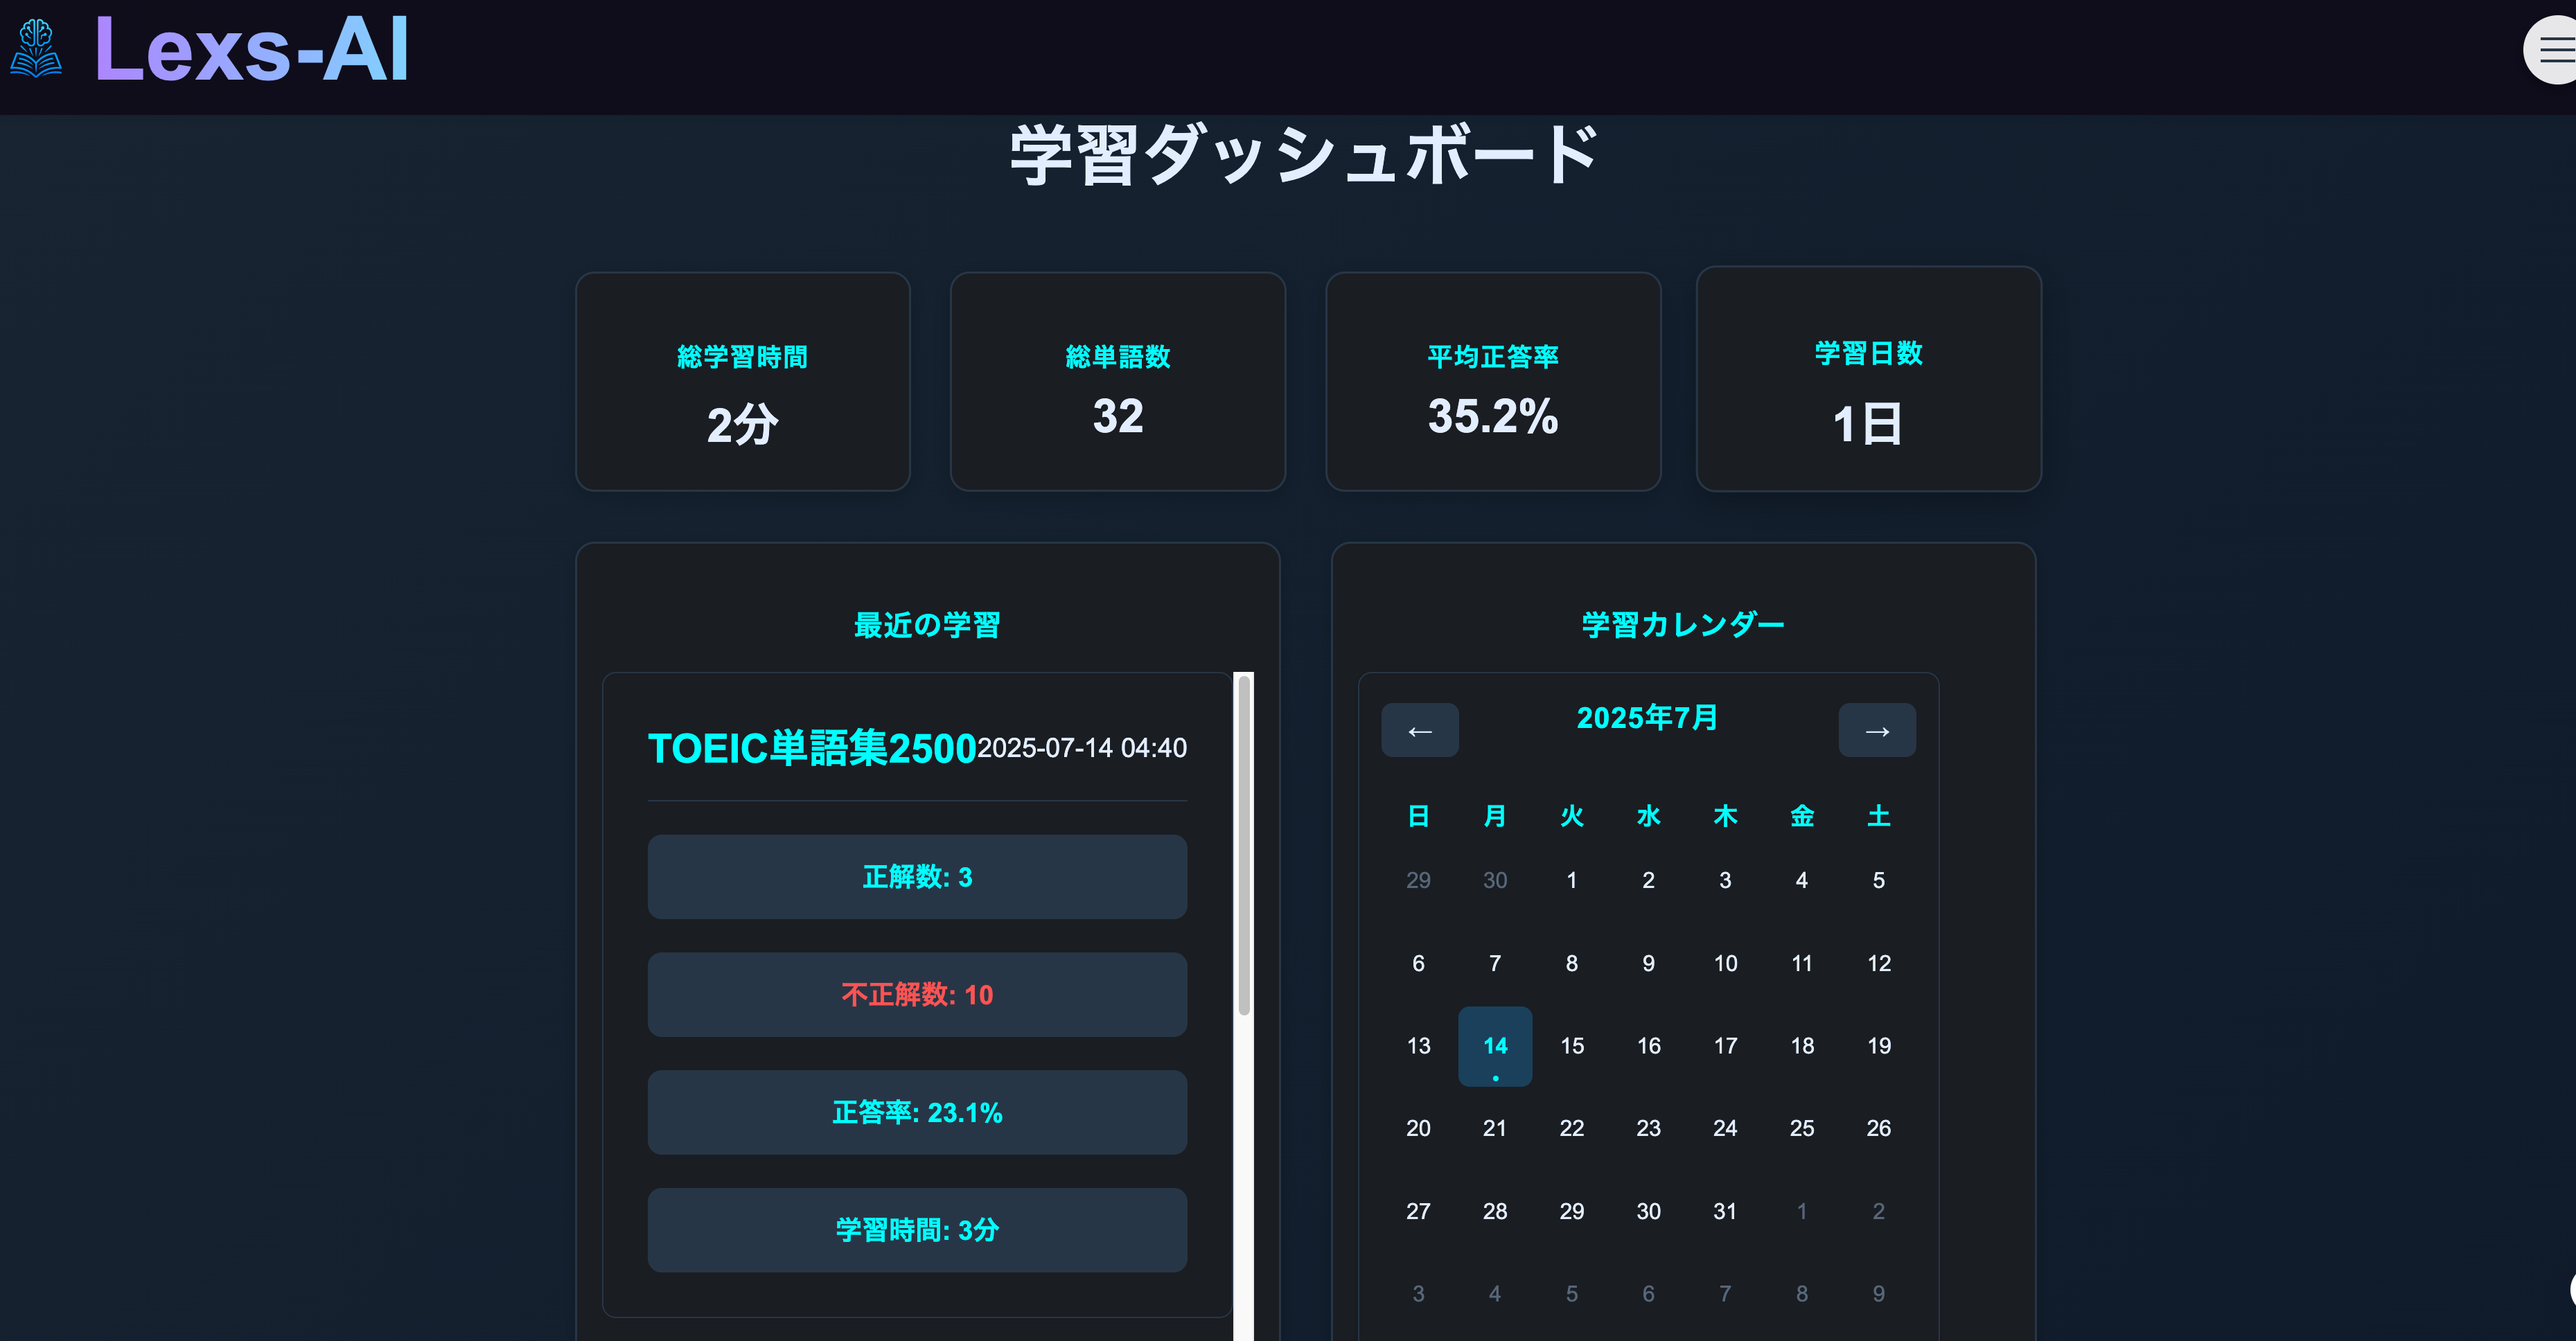 Lexs-AI
学習ダッシュボード
総学習時間
2分
総単語数
32
平均正答率
35.2%
学習日数
1日
最近の学習
TOEIC単語集2500 2025-07-14 04:40
正解数: 3
不正解数: 10
正答率: 23.1%
学習時間: 3分
学習カレンダー
← 2025年7月 →
日 月 火 水 木 金 土
29 30 1 2 3 4 5
6 7 8 9 10 11 12
13 14 15 16 17 18 19
20 21 22 23 24 25 26
27 28 29 30 31 1 2
3 4 5 6 7 8 9